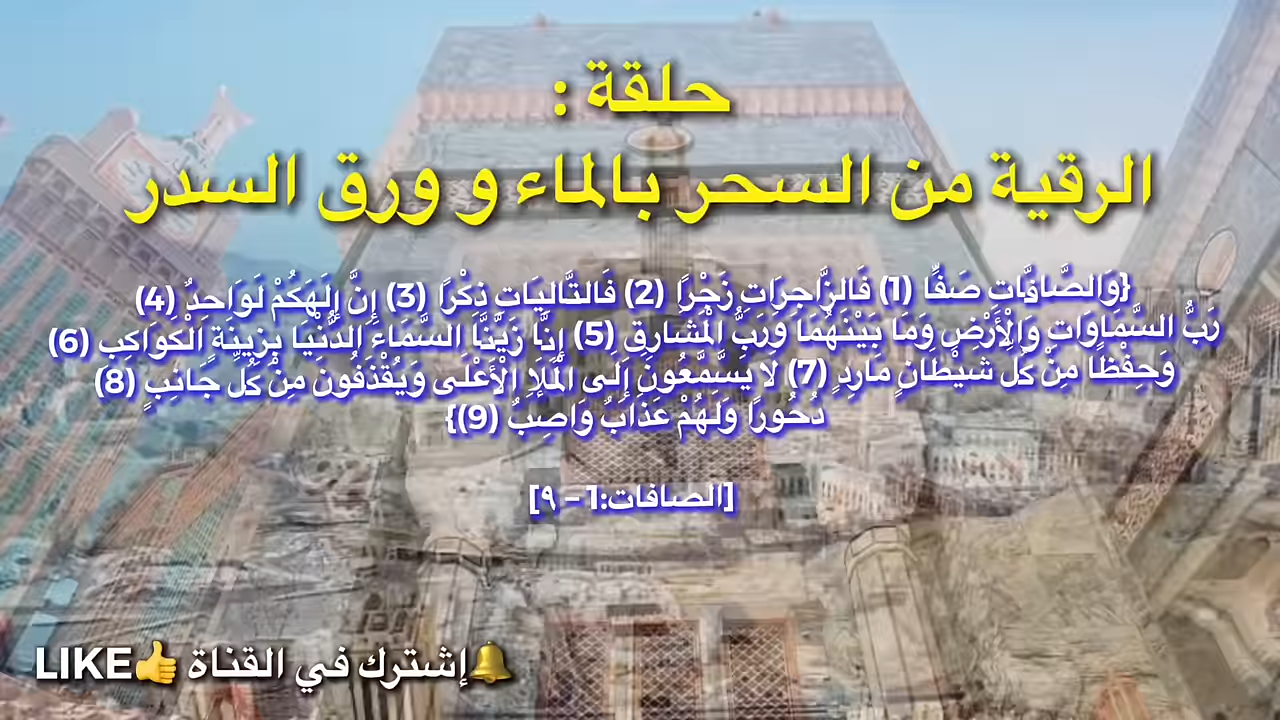 حلقة :
الرقية من السحر بالماء و ورق السدر
{وَالصَّافَّاتِ صَفًّا (1) فَالزَّاجِرَاتِ زَجْرًا (2) فَالتَّالِيَاتِ ذِكْرًا (3) إِنَّ إِلَهَكُمْ لَوَاحِدٌ (4)
رَبُّ السَّمَاوَاتِ وَالْأَرْضِ وَمَا بَيْنَهُمَا وَرَبُّ الْمَشَارِقِ (5) إِنَّا زَيَّنَّا السَّمَاءَ الدُّنْيَا بِزِينَةٍ الْكَوَاكِبِ (6)
وَحِفْظًا مِنْ كُلِّ شَيْطَانٍ مَارِدٍ (7) لَا يَسَّمَّعُونَ إِلَى الْمَلَإِ الْأَعْلَى وَيُقْذَفُونَ مِنْ كُلِّ جَانِبٍ (8)
دُحُورًا وَلَهُمْ عَذَابٌ وَاصِبٌ (9)}
[الصافات:1 – ٩]
🔔إشترك في القناة 👍LIKE